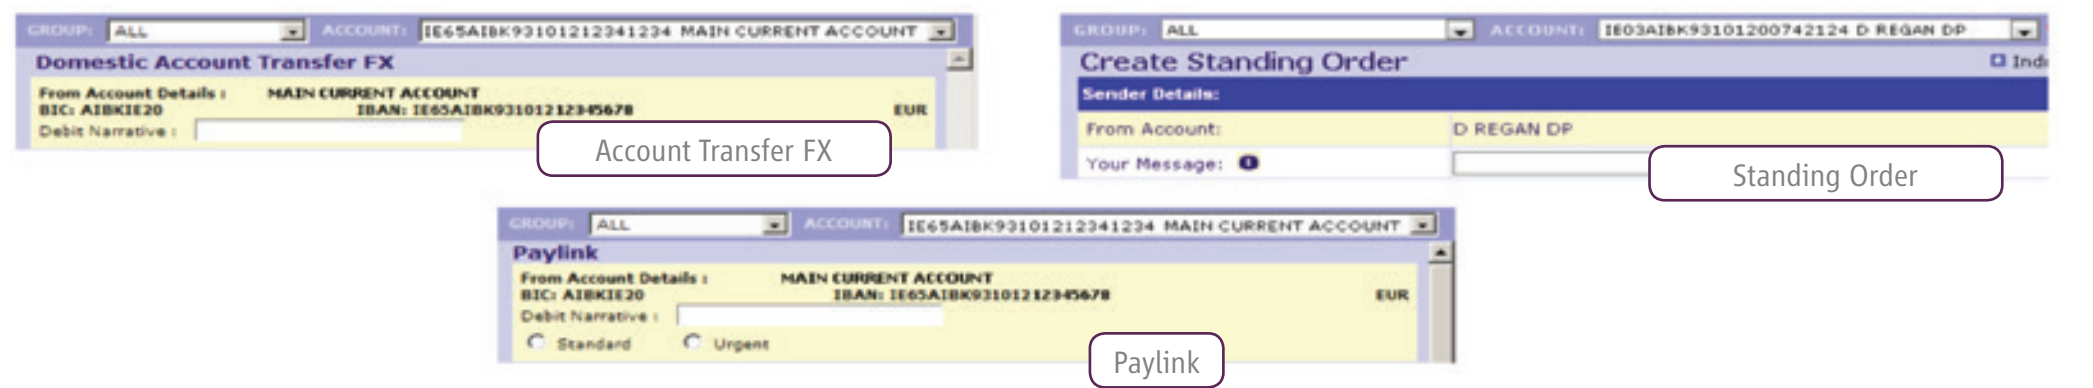 GROUP: ALL ACCOUNT: IE65AIBK93101212341234 MAIN CURRENT ACCOUNT
Domestic Account Transfer FX
From Account Details : MAIN CURRENT ACCOUNT
BIC: AIBKIE20 IBAN: IE65AIBK93101212345678 EUR
Debit Narrative :
Account Transfer FX
GROUP: ALL ACCOUNT: IE03AIBK93101200742124 D REGAN DP
Create Standing Order
Sender Details:
From Account: D REGAN DP
Your Message:
Standing Order
GROUP: ALL ACCOUNT: IE65AIBK93101212341234 MAIN CURRENT ACCOUNT
Paylink
From Account Details : MAIN CURRENT ACCOUNT
BIC: AIBKIE20 IBAN: IE65AIBK93101212345678 EUR
Debit Narrative :
Standard Urgent
Paylink